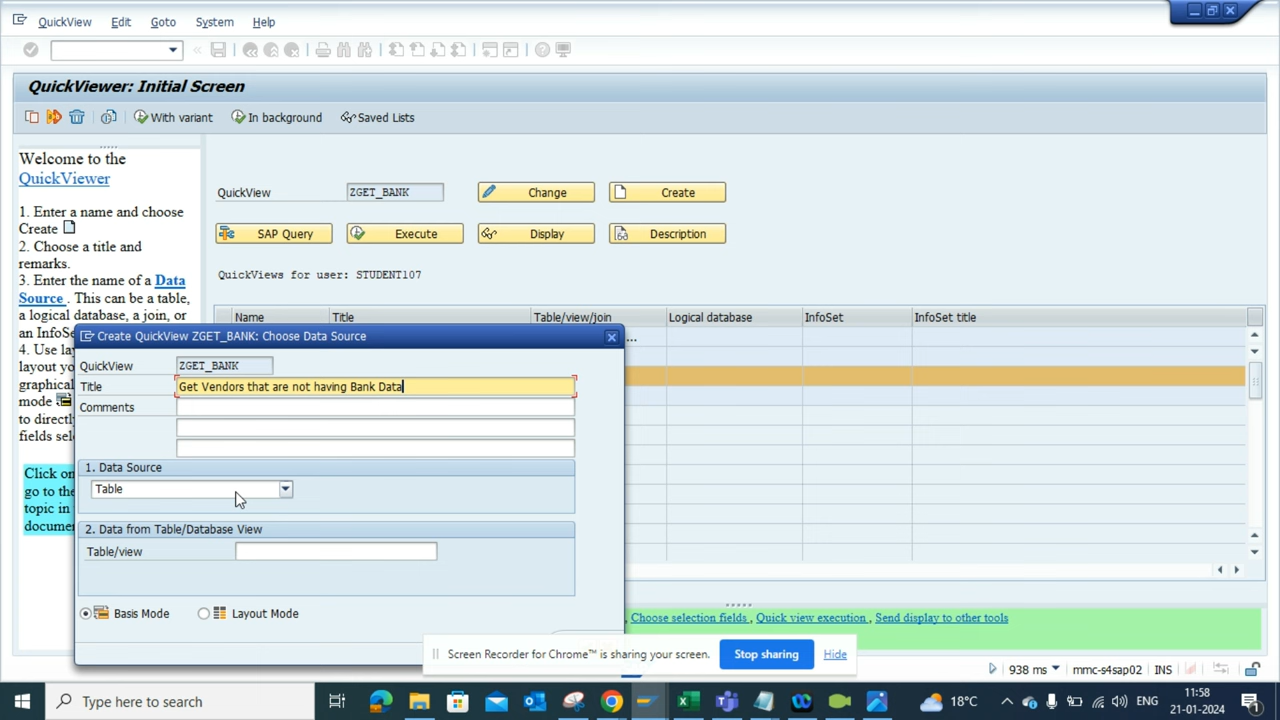 QuickView Edit Goto System Help
QuickViewer: Initial Screen
With variant In background Saved Lists
Welcome to the
QuickViewer
1. Enter a name and choose
Create
2. Choose a title and
remarks.
3. Enter the name of a Data
Source . This can be a table,
a logical database, a join, or
an InfoSe
4. Use lay
layout yo
graphical
mode
to directly
fields sel
Click on
go to the
topic in
documen
QuickView ZGET_BANK Change Create
SAP Query Execute Display Description
QuickViews for user: STUDENT107
Name Title Table/view/join Logical database InfoSet InfoSet title
...
Create QuickView ZGET_BANK: Choose Data Source
QuickView ZGET_BANK
Title Get Vendors that are not having Bank Data
Comments
1. Data Source
Table
2. Data from Table/Database View
Table/view
Basis Mode Layout Mode
, Choose selection fields , Quick view execution , Send display to other tools
Screen Recorder for Chrome™ is sharing your screen. Stop sharing Hide
938 ms mmc-s4sap02 INS
Type here to search
18°C ENG
11:58
21-01-2024
1